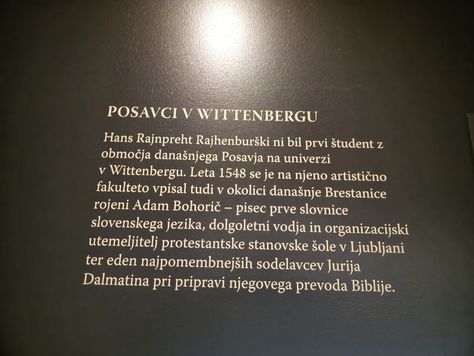 POSAVCI V WITTENBERGU
Hans Rajnpreht Rajhenburški ni bil prvi študent z
območja današnjega Posavja na univerzi
v Wittenbergu. Leta 1548 se je na njeno artistično
fakulteto vpisal tudi v okolici današnje Brestanice
rojeni Adam Bohorič – pisec prve slovnice
slovenskega jezika, dolgoletni vodja in organizacijski
utemeljitelj protestantske stanovske šole v Ljubljani
ter eden najpomembnejših sodelavcev Jurija
Dalmatina pri pripravi njegovega prevoda Biblije.